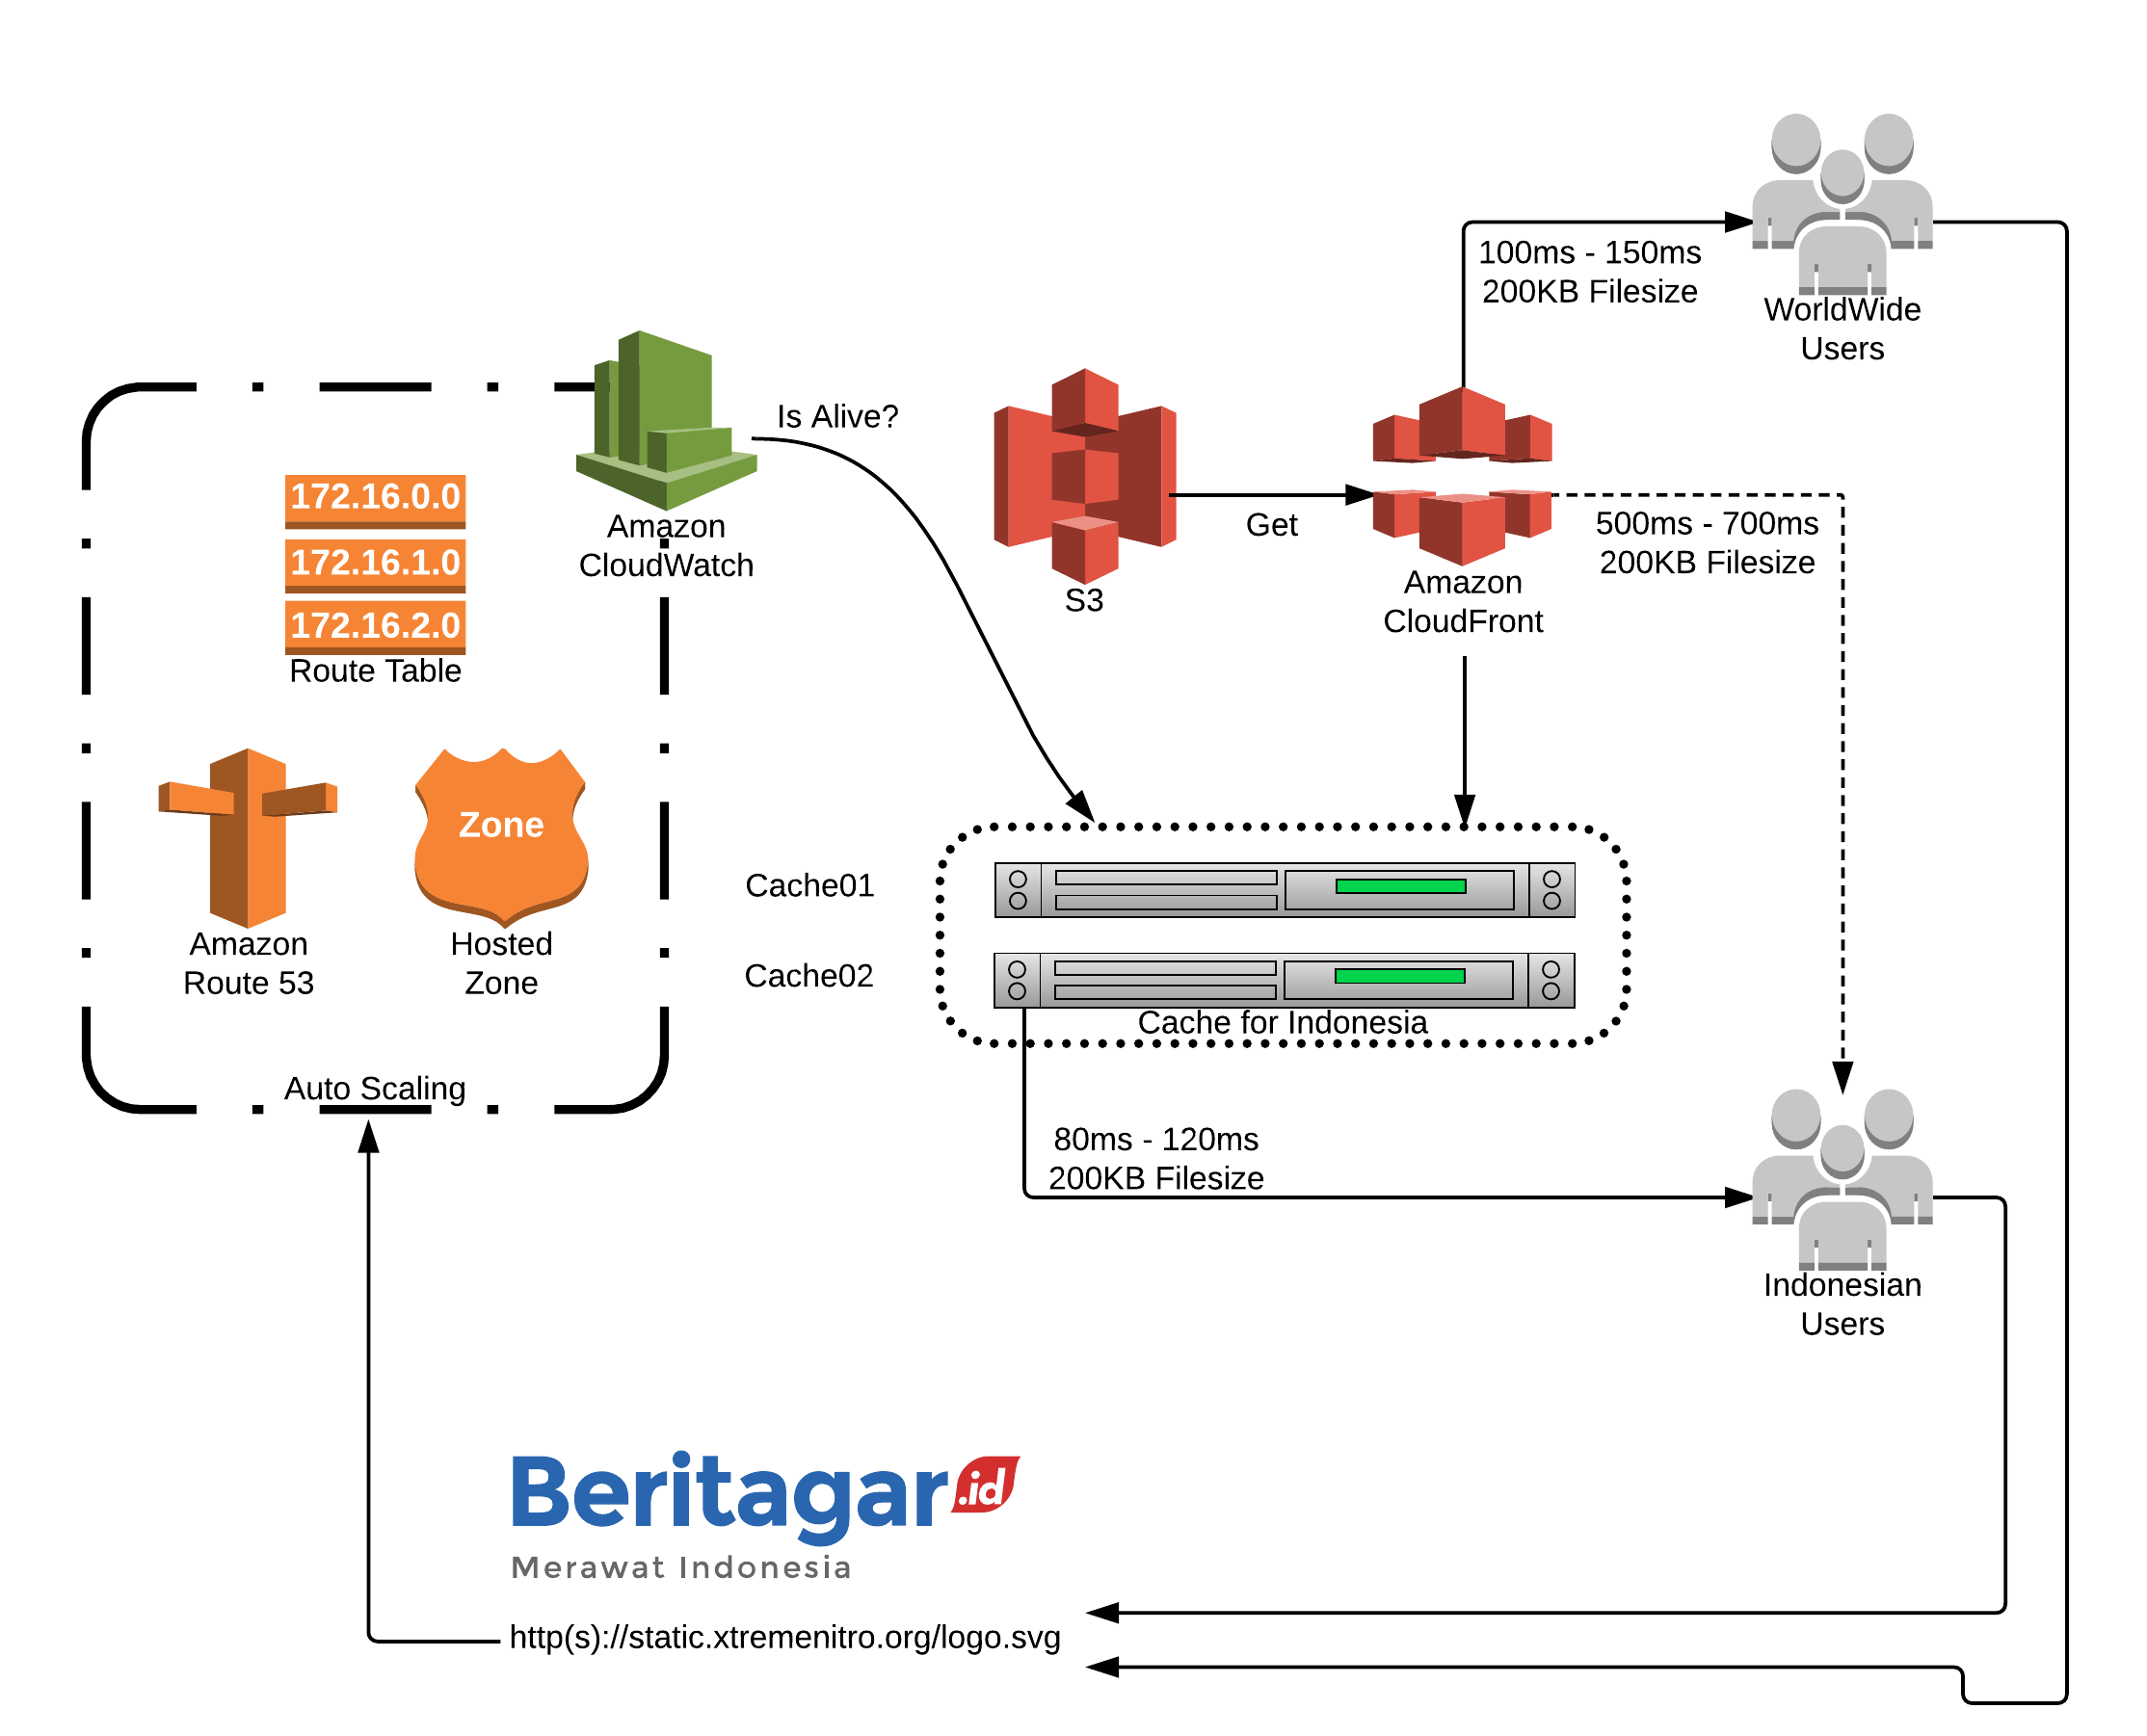 100ms - 150ms
200KB Filesize
WorldWide
Users
Is Alive?
172.16.0.0
172.16.1.0
172.16.2.0
Route Table
Amazon
CloudWatch
S3
Get
Amazon
CloudFront
500ms - 700ms
200KB Filesize
Zone
Amazon
Route 53
Hosted
Zone
Auto Scaling
Cache01
Cache02
Cache for Indonesia
80ms - 120ms
200KB Filesize
Indonesian
Users
Beritagar.id
Merawat Indonesia
http(s)://static.xtremenitro.org/logo.svg